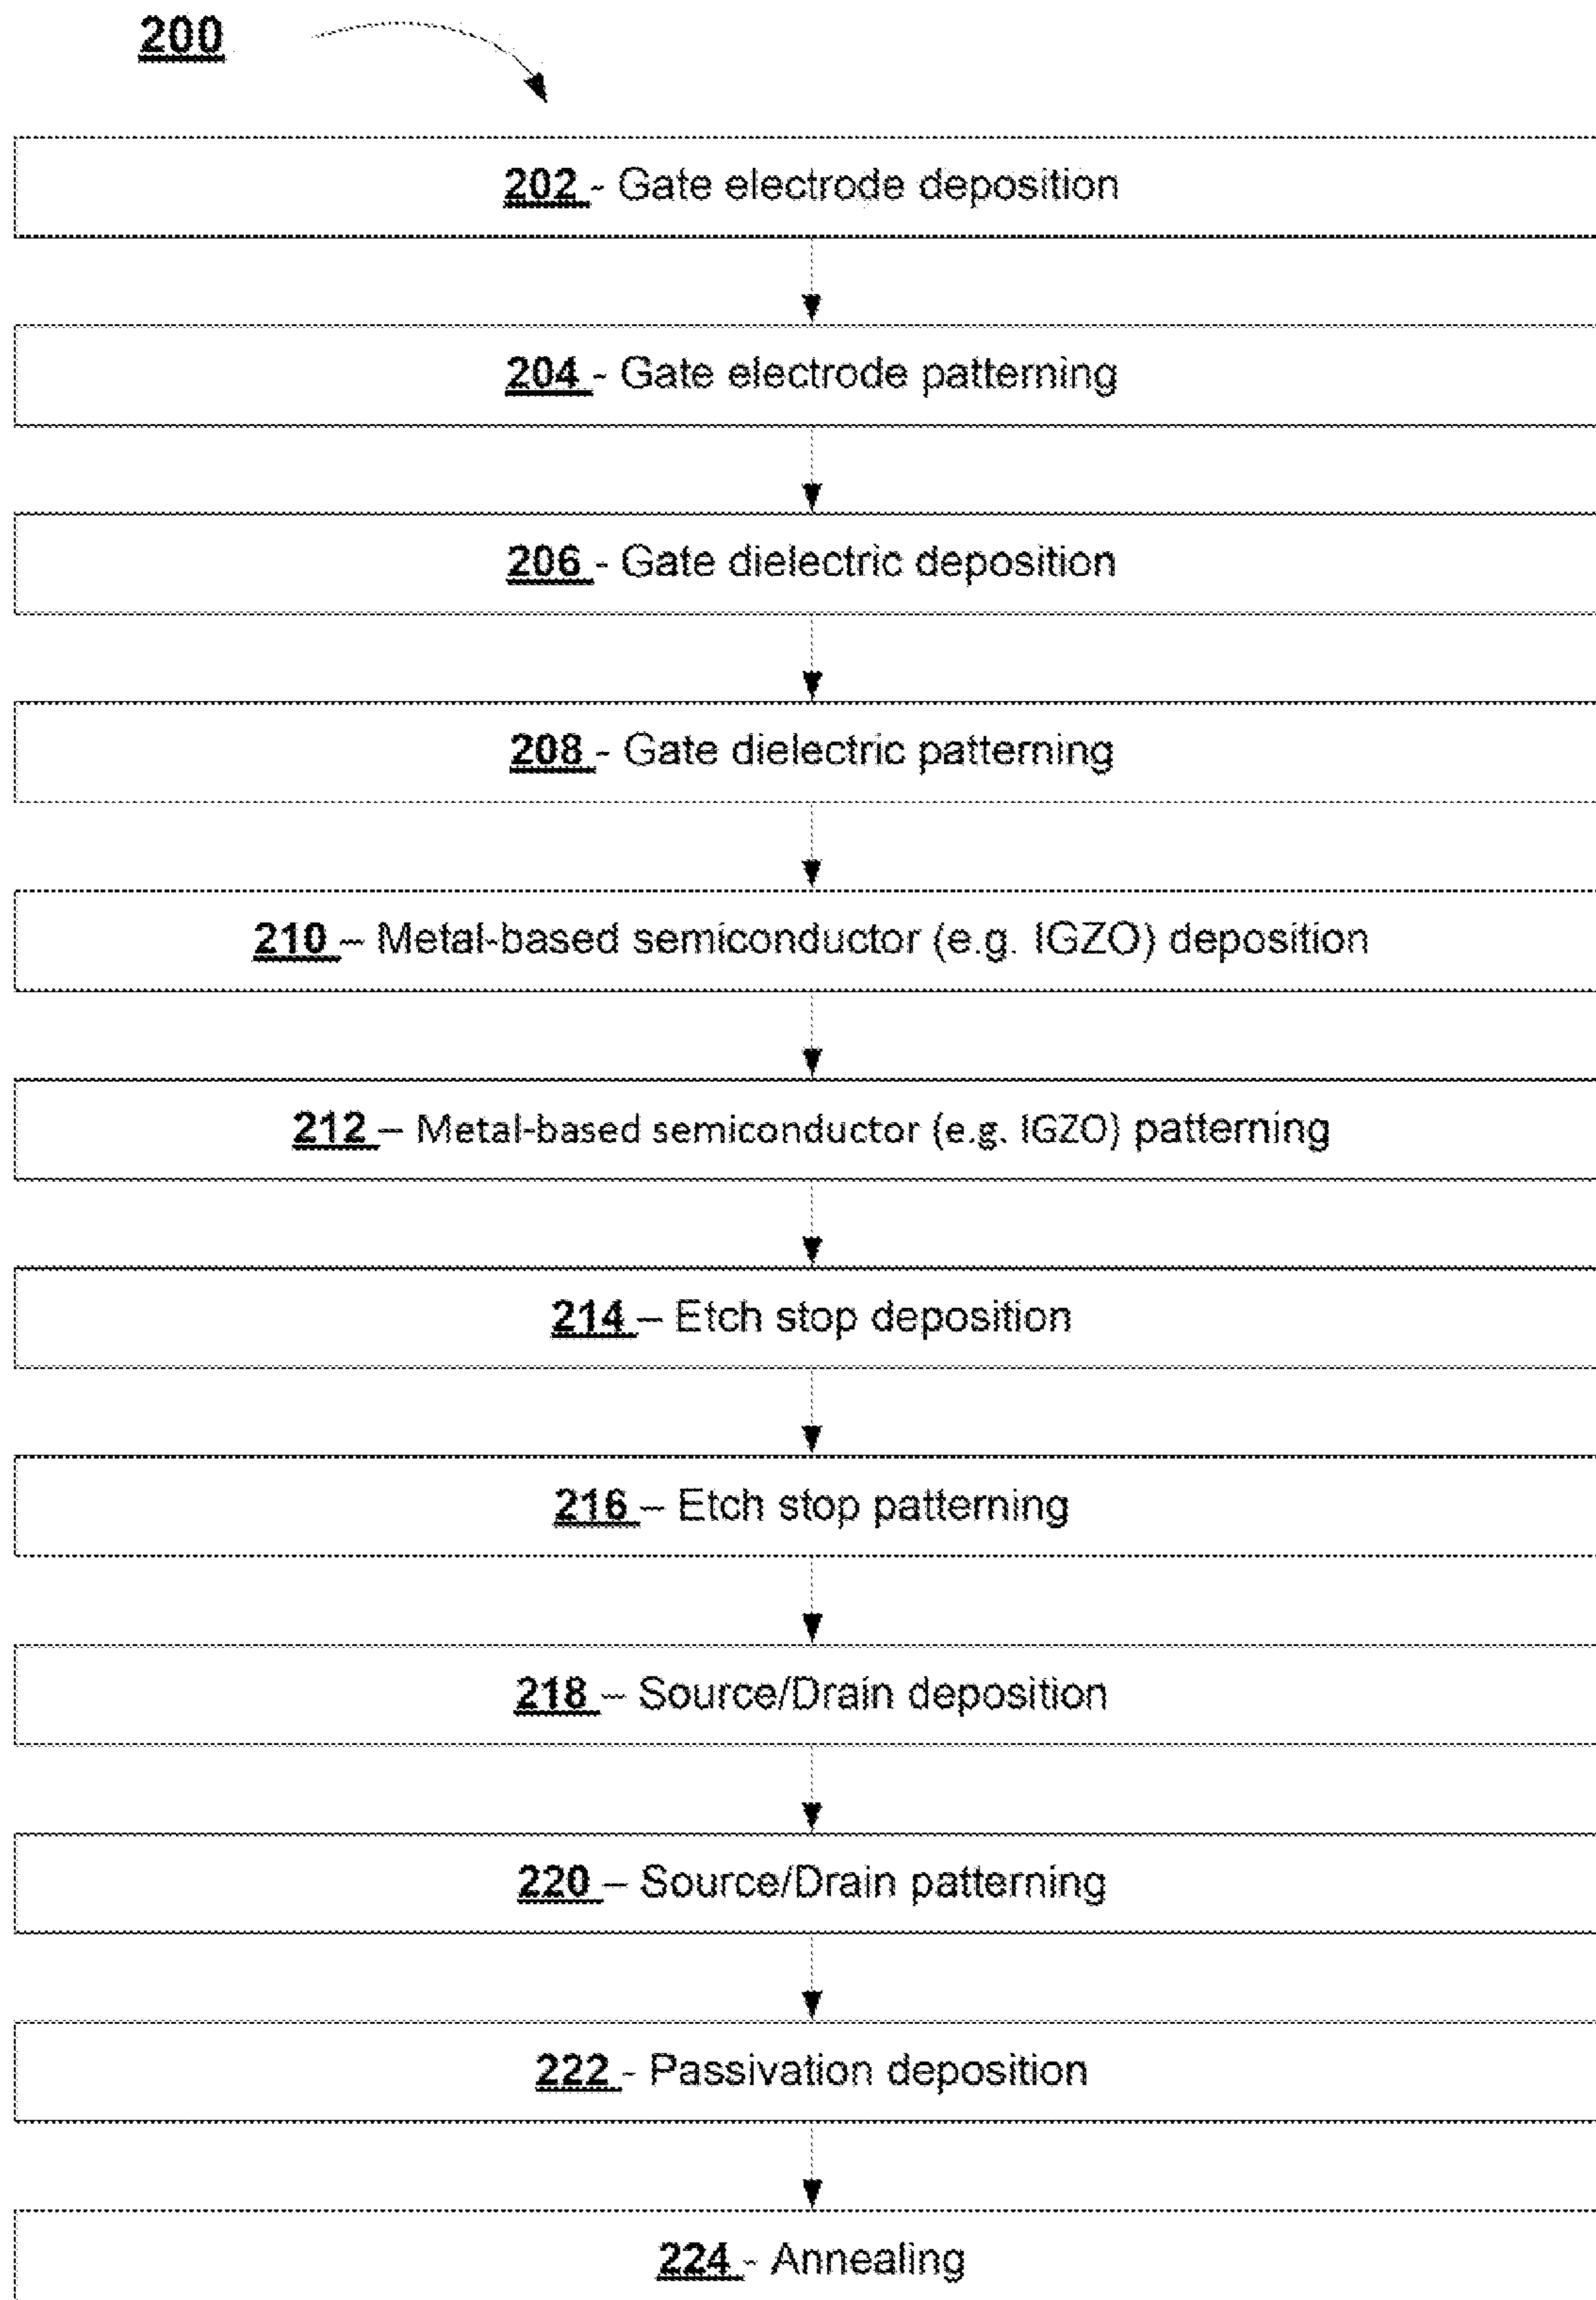 200
202 - Gate electrode deposition
204 - Gate electrode patterning
206 - Gate dielectric deposition
208 - Gate dielectric patterning
210 – Metal-based semiconductor (e.g. IGZO) deposition
212 – Metal-based semiconductor (e.g. IGZO) patterning
214 – Etch stop deposition
216 – Etch stop patterning
218 – Source/Drain deposition
220 – Source/Drain patterning
222 - Passivation deposition
224 - Annealing